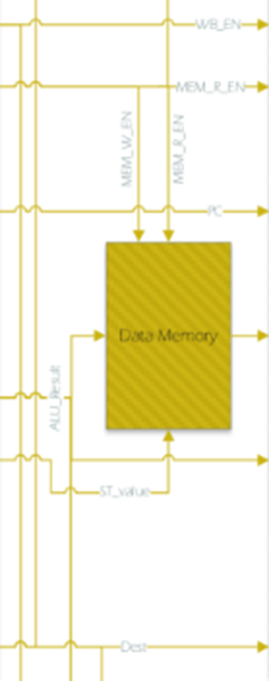 WB_EN
MEM_R_EN
MEM_W_EN
MEM_R_EN
PC
Data Memory
ALU_Result
ST_value
Dest